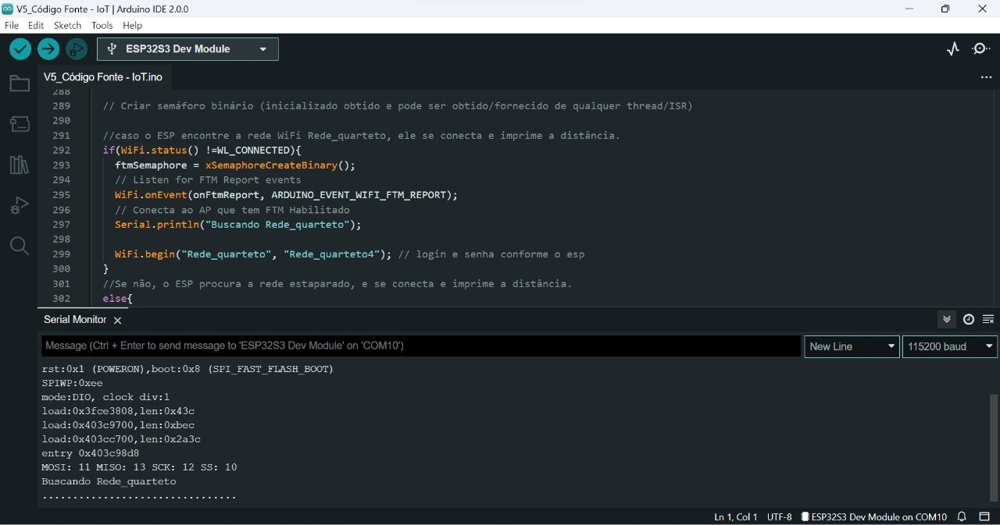 V5_Código Fonte - IoT | Arduino IDE 2.0.0
File Edit Sketch Tools Help
ESP32S3 Dev Module
V5_Código Fonte - IoT.ino
288
289 // Criar semáforo binário (inicializado obtido e pode ser obtido/fornecido de qualquer thread/ISR)
290
291 //caso o ESP encontre a rede WiFi Rede_quarteto, ele se conecta e imprime a distância.
292 if(WiFi.status() !=WL_CONNECTED){
293 ftmSemaphore = xSemaphoreCreateBinary();
294 // Listen for FTM Report events
295 WiFi.onEvent(onFtmReport, ARDUINO_EVENT_WIFI_FTM_REPORT);
296 // Conecta ao AP que tem FTM Habilitado
297 Serial.println("Buscando Rede_quarteto");
298
299 WiFi.begin("Rede_quarteto", "Rede_quarteto4"); // login e senha conforme o esp
300 }
301 //Se não, o ESP procura a rede estaparado, e se conecta e imprime a distância.
302 else{
Serial Monitor
Message (Ctrl + Enter to send message to 'ESP32S3 Dev Module' on 'COM10') New Line 115200 baud
rst:0x1 (POWERON),boot:0x8 (SPI_FAST_FLASH_BOOT)
SPIWP:0xee
mode:DIO, clock div:1
load:0x3fce3808,len:0x43c
load:0x403c9700,len:0xbec
load:0x403cc700,len:0x2a3c
entry 0x403c98d8
MOSI: 11 MISO: 13 SCK: 12 SS: 10
Buscando Rede_quarteto
................................
Ln 1, Col 1 UTF-8 ESP32S3 Dev Module on COM10